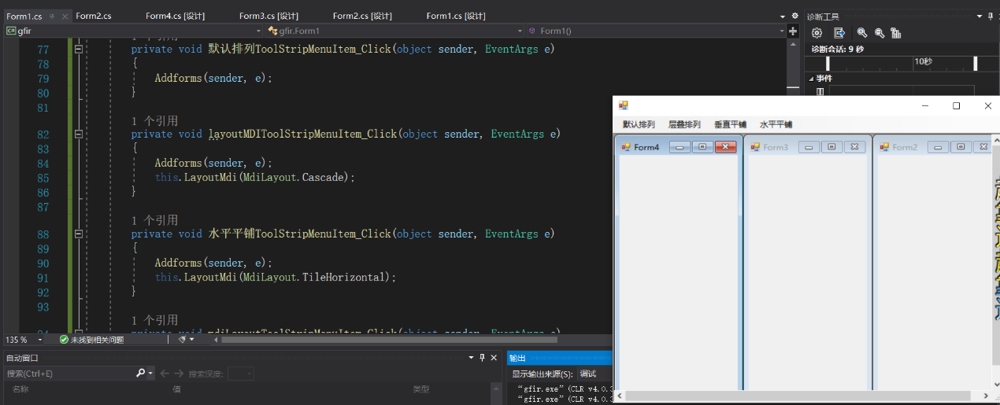 Form1.cs
Form2.cs
Form4.cs [设计]
Form3.cs [设计]
Form2.cs [设计]
Form1.cs [设计]
诊断工具
gfir
gfir.Form1
Form1()
诊断会话: 9 秒
10秒
事件
77 private void 默认排列ToolStripMenuItem_Click(object sender, EventArgs e)
78 {
79 Addforms(sender, e);
80 }
81
1 个引用
82 private void layoutMDIToolStripMenuItem_Click(object sender, EventArgs e)
83 {
84 Addforms(sender, e);
85 this.LayoutMdi(MdiLayout.Cascade);
86 }
87
1 个引用
88 private void 水平平铺ToolStripMenuItem_Click(object sender, EventArgs e)
89 {
90 Addforms(sender, e);
91 this.LayoutMdi(MdiLayout.TileHorizontal);
92 }
93
1 个引用
默认排列 层叠排列 垂直平铺 水平平铺
Form4
Form3
Form2
135 %
未找到相关问题
自动窗口
搜索(Ctrl+E)
搜索深度:
名称
值
类型
输出
显示输出来源(S): 调试
“gfir.exe”(CLR v4.0.3
“gfir.exe”(CLR v4.0.3